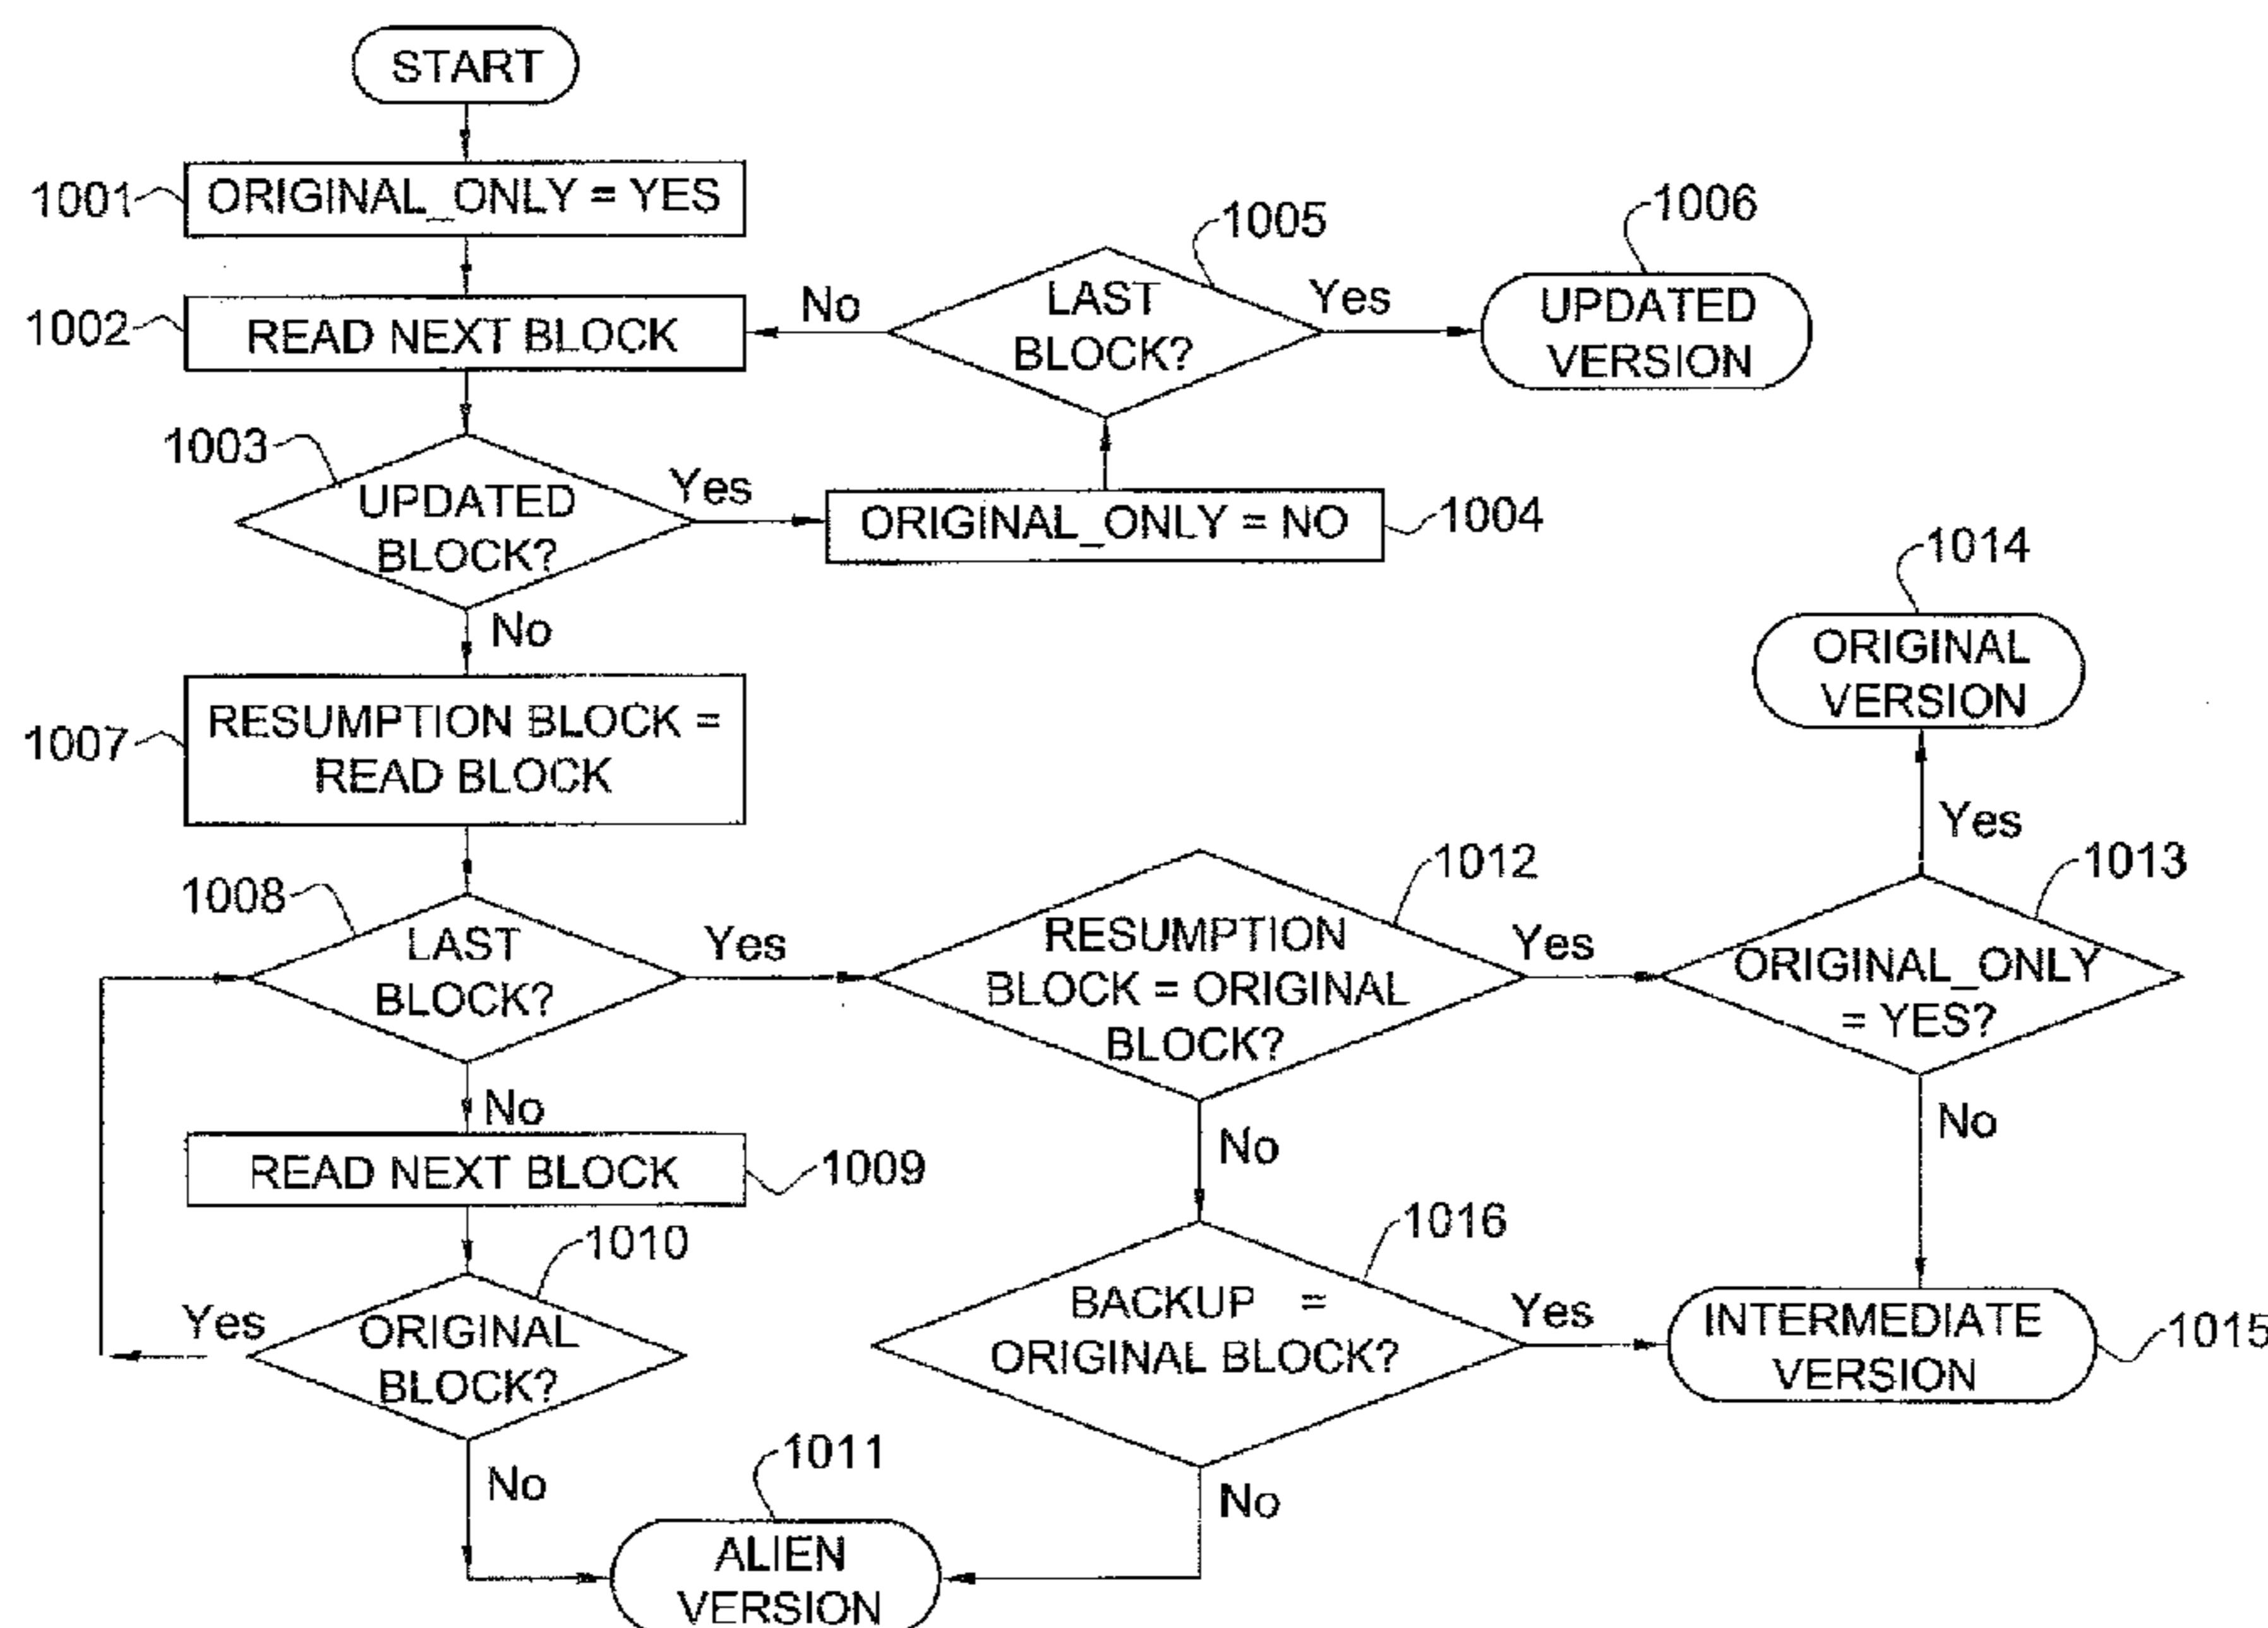 START
1001
ORIGINAL_ONLY = YES
1002
READ NEXT BLOCK
No
1005
LAST
BLOCK?
Yes
1006
UPDATED
VERSION
1003
UPDATED
BLOCK?
Yes
ORIGINAL_ONLY = NO
1004
No
1007
RESUMPTION BLOCK =
READ BLOCK
1008
LAST
BLOCK?
Yes
1012
RESUMPTION
BLOCK = ORIGINAL
BLOCK?
Yes
1013
ORIGINAL_ONLY
= YES?
Yes
1014
ORIGINAL
VERSION
No
READ NEXT BLOCK
1009
1010
ORIGINAL
BLOCK?
Yes
No
1011
ALIEN
VERSION
No
1016
BACKUP =
ORIGINAL BLOCK?
Yes
No
No
INTERMEDIATE
VERSION
1015